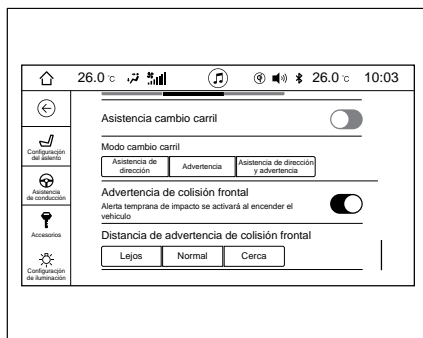 26.0 °C 26.0 °C 10:03
Asistencia cambio carril
Configuración
del asiento
Modo cambio carril
Asistencia de
dirección
Advertencia
Asistencia de dirección
y advertencia
Asistencia
de conducción
Advertencia de colisión frontal
Alerta temprana de impacto se activará al encender el
vehiculo
Accesorios
Distancia de advertencia de colisión frontal
Lejos Normal Cerca
Configuración
de iluminación